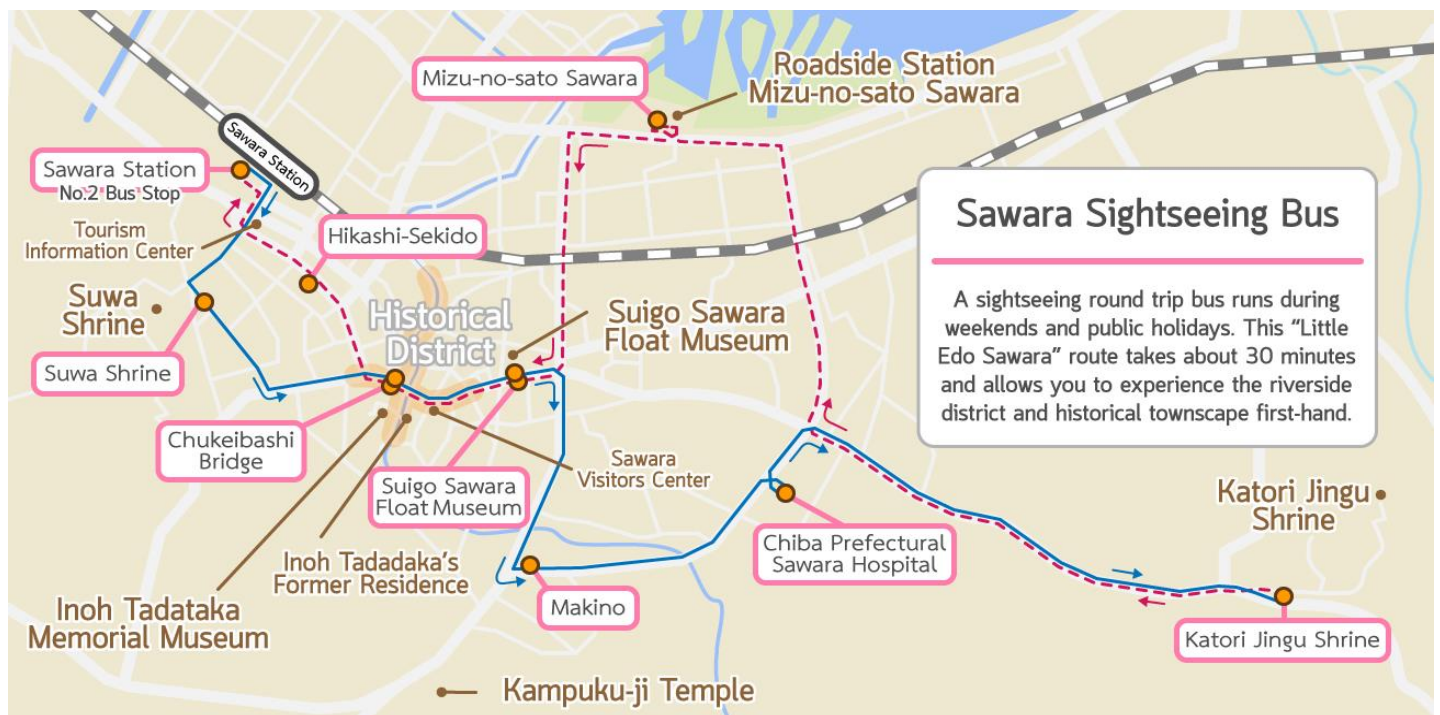 Mizu-no-sato Sawara
Roadside Station
Mizu-no-sato Sawara
Sawara Station
Sawara Station
No.2 Bus Stop
Tourism
Information Center
Hikashi-Sekido
Suwa
Shrine
Suwa Shrine
Historical
District
Suigo Sawara
Float Museum
Chukeibashi
Bridge
Suigo Sawara
Float Museum
Sawara
Visitors Center
Inoh Tadadaka's
Former Residence
Inoh Tadataka
Memorial Museum
Makino
Chiba Prefectural
Sawara Hospital
Kampuku-ji Temple
Katori Jingu
Shrine
Katori Jingu Shrine
Sawara Sightseeing Bus
A sightseeing round trip bus runs during
weekends and public holidays. This “Little
Edo Sawara” route takes about 30 minutes
and allows you to experience the riverside
district and historical townscape first-hand.